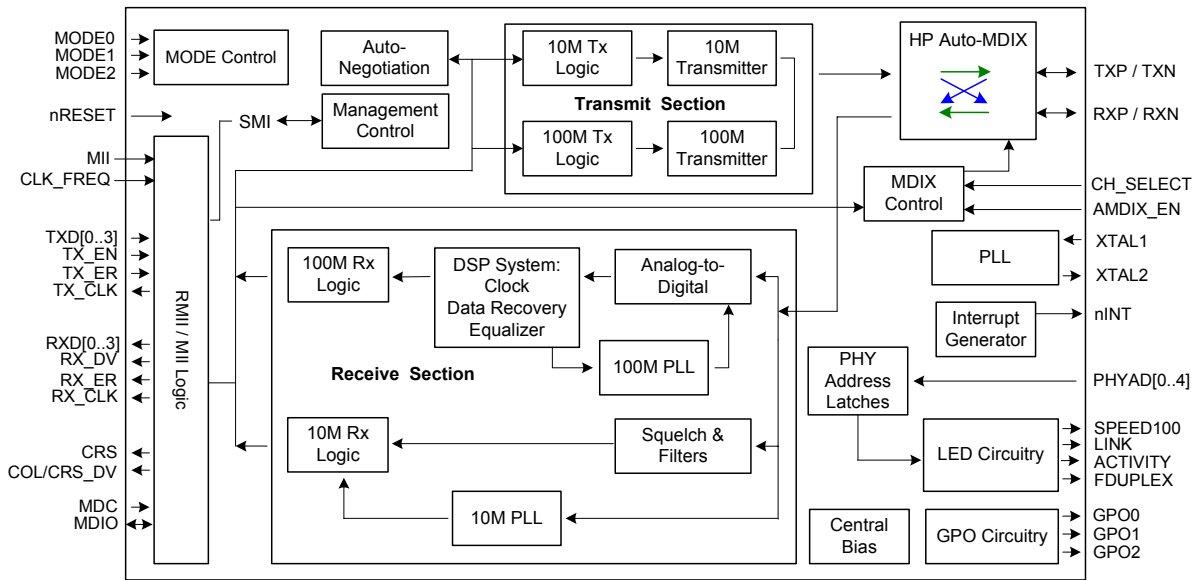 MODE0
MODE1
MODE2
nRESET
MII
CLK_FREQ
TXD[0..3]
TX_EN
TX_ER
TX_CLK
RXD[0..3]
RX_DV
RX_ER
RX_CLK
CRS
COL/CRS_DV
MDC
MDIO
MODE Control
RMII / MII Logic
SMI
Auto-
Negotiation
Management
Control
10M Tx
Logic
10M
Transmitter
Transmit Section
100M Tx
Logic
100M
Transmitter
HP Auto-MDIX
MDIX
Control
100M Rx
Logic
DSP System:
Clock
Data Recovery
Equalizer
Analog-to-
Digital
100M PLL
Receive Section
10M Rx
Logic
Squelch &
Filters
10M PLL
PLL
Interrupt
Generator
PHY
Address
Latches
LED Circuitry
Central
Bias
GPO Circuitry
TXP / TXN
RXP / RXN
CH_SELECT
AMDIX_EN
XTAL1
XTAL2
nINT
PHYAD[0..4]
SPEED100
LINK
ACTIVITY
FDUPLEX
GPO0
GPO1
GPO2